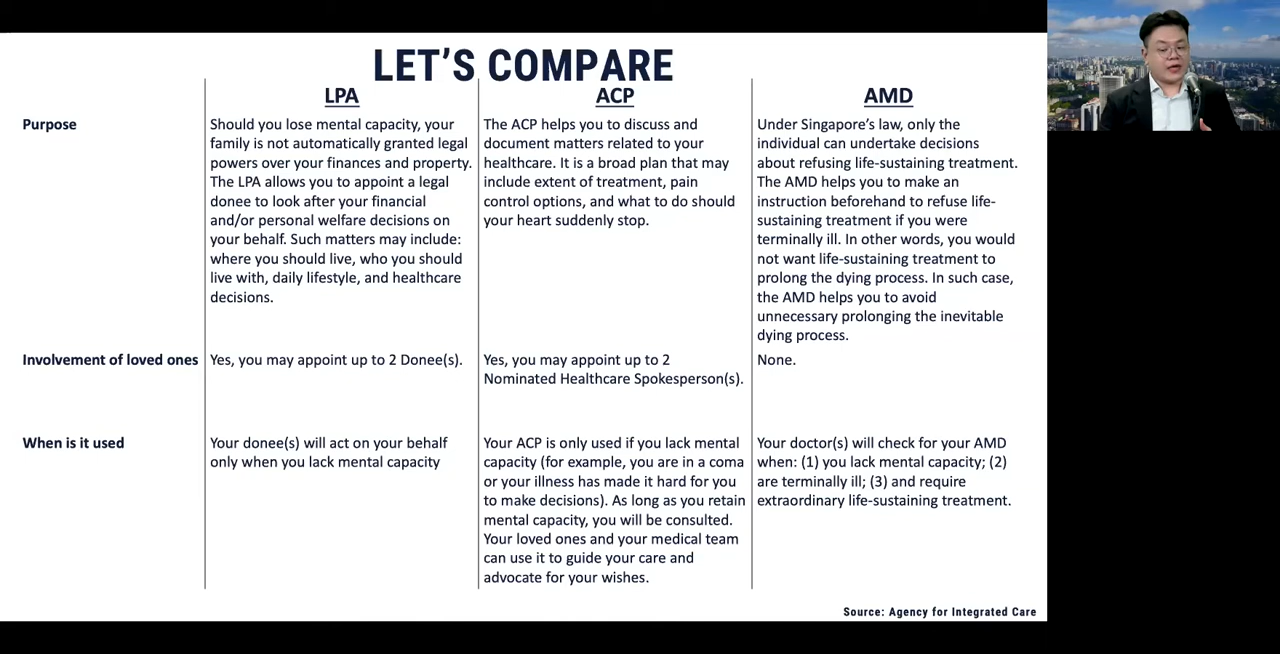 LET'S COMPARE
LPA
ACP
AMD
Purpose
Should you lose mental capacity, your
family is not automatically granted legal
powers over your finances and property.
The LPA allows you to appoint a legal
donee to look after your financial
and/or personal welfare decisions on
your behalf. Such matters may include:
where you should live, who you should
live with, daily lifestyle, and healthcare
decisions.
The ACP helps you to discuss and
document matters related to your
healthcare. It is a broad plan that may
include extent of treatment, pain
control options, and what to do should
your heart suddenly stop.
Under Singapore's law, only the
individual can undertake decisions
about refusing life-sustaining treatment.
The AMD helps you to make an
instruction beforehand to refuse life-
sustaining treatment if you were
terminally ill. In other words, you would
not want life-sustaining treatment to
prolong the dying process. In such case,
the AMD helps you to avoid
unnecessary prolonging the inevitable
dying process.
Involvement of loved ones
Yes, you may appoint up to 2 Donee(s).
Yes, you may appoint up to 2
Nominated Healthcare Spokesperson(s).
None.
When is it used
Your donee(s) will act on your behalf
only when you lack mental capacity
Your ACP is only used if you lack mental
capacity (for example, you are in a coma
or your illness has made it hard for you
to make decisions). As long as you retain
mental capacity, you will be consulted.
Your loved ones and your medical team
can use it to guide your care and
advocate for your wishes.
Your doctor(s) will check for your AMD
when: (1) you lack mental capacity; (2)
are terminally ill; (3) and require
extraordinary life-sustaining treatment.
Source: Agency for Integrated Care